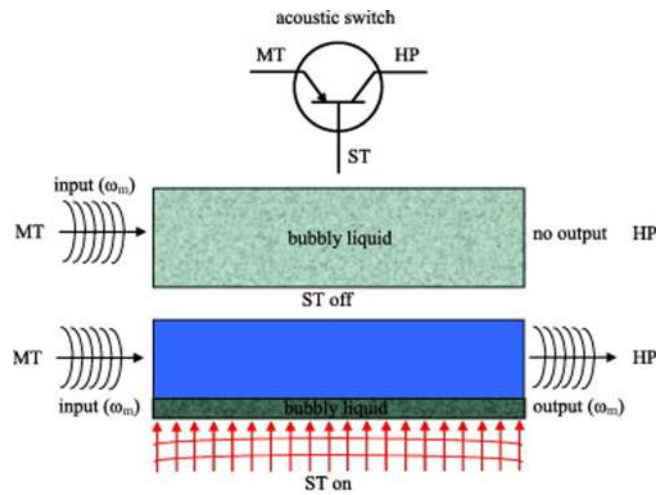 acoustic switch
MT HP
ST
input (ωm)
MT bubbly liquid no output HP
ST off
MT HP
input (ωm) bubbly liquid output (ωm)
ST on